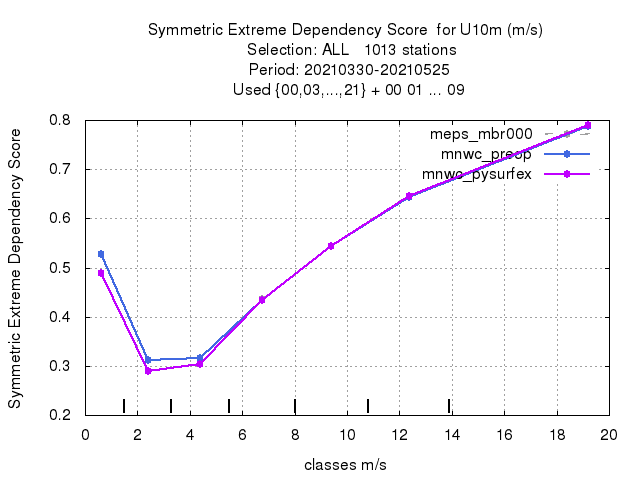 Symmetric Extreme Dependency Score  for U10m (m/s)
Selection: ALL   1013 stations
Period: 20210330-20210525
Used {00,03,...,21} + 00 01 ... 09
Symmetric Extreme Dependency Score
0.8
0.7
0.6
0.5
0.4
0.3
0.2
meps_mbr000
mnwc_preop
mnwc_pysurfex
0 2 4 6 8 10 12 14 16 18 20
classes m/s